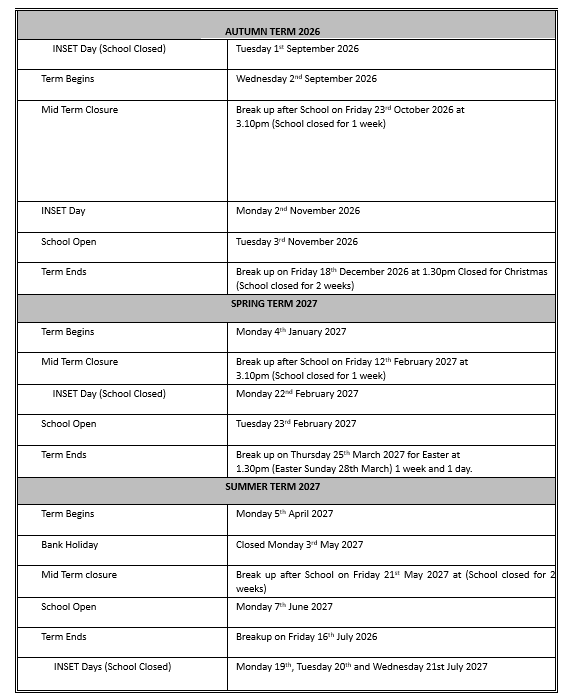 AUTUMN TERM 2026
INSET Day (School Closed) Tuesday 1st September 2026
Term Begins Wednesday 2nd September 2026
Mid Term Closure Break up after School on Friday 23rd October 2026 at
3.10pm (School closed for 1 week)
INSET Day Monday 2nd November 2026
School Open Tuesday 3rd November 2026
Term Ends Break up on Friday 18th December 2026 at 1.30pm Closed for Christmas
(School closed for 2 weeks)
SPRING TERM 2027
Term Begins Monday 4th January 2027
Mid Term Closure Break up after School on Friday 12th February 2027 at
3.10pm (School closed for 1 week)
INSET Day (School Closed) Monday 22nd February 2027
School Open Tuesday 23rd February 2027
Term Ends Break up on Thursday 25th March 2027 for Easter at
1.30pm (Easter Sunday 28th March) 1 week and 1 day.
SUMMER TERM 2027
Term Begins Monday 5th April 2027
Bank Holiday Closed Monday 3rd May 2027
Mid Term closure Break up after School on Friday 21st May 2027 at (School closed for 2
weeks)
School Open Monday 7th June 2027
Term Ends Breakup on Friday 16th July 2026
INSET Days (School Closed) Monday 19th, Tuesday 20th and Wednesday 21st July 2027